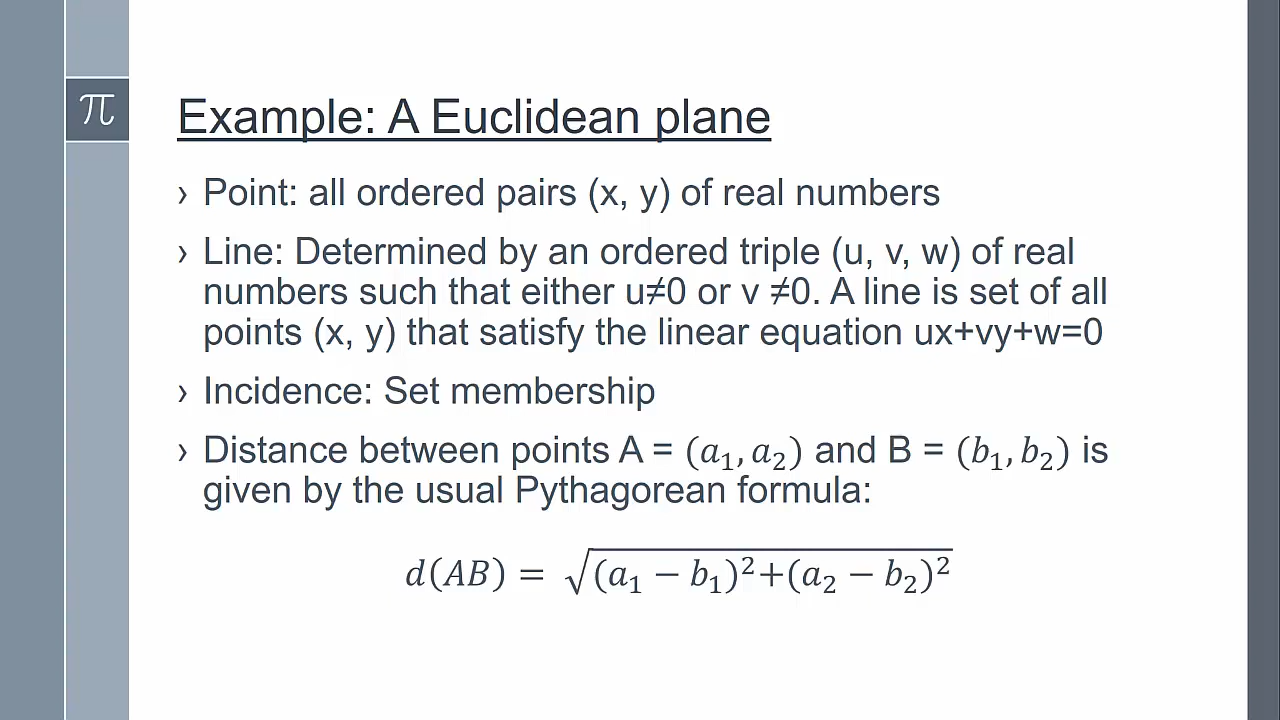 π
Example: A Euclidean plane
› Point: all ordered pairs (x, y) of real numbers
› Line: Determined by an ordered triple (u, v, w) of real
numbers such that either u≠0 or v ≠0. A line is set of all
points (x, y) that satisfy the linear equation ux+vy+w=0
› Incidence: Set membership
› Distance between points A = (a₁, a₂) and B = (b₁, b₂) is
given by the usual Pythagorean formula:
d(AB) = √((a₁ − b₁)²+(a₂ − b₂)²)